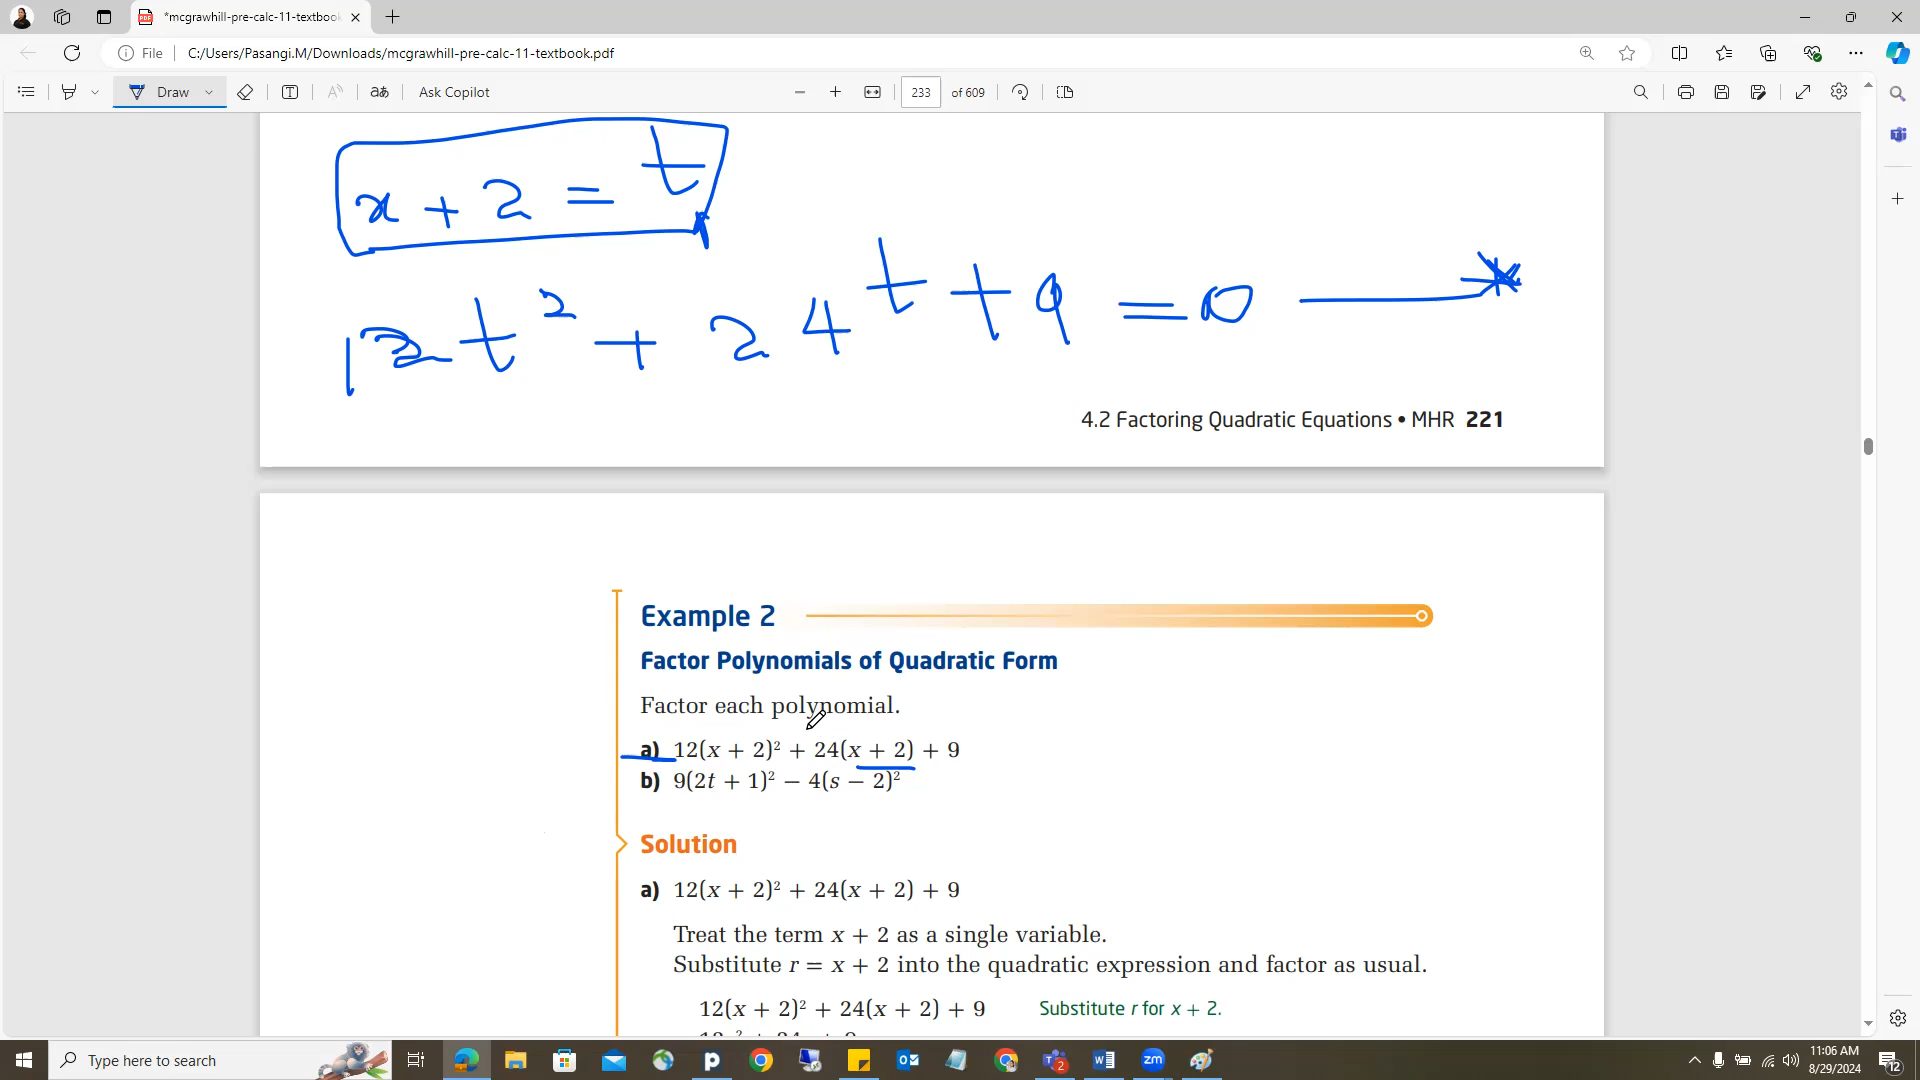 *mcgrawhill-pre-calc-11-textbook
File C:/Users/Pasangi.M/Downloads/mcgrawhill-pre-calc-11-textbook.pdf
Draw Ask Copilot 233 of 609
x + 2 = t
12t² + 24t + 9 = 0
4.2 Factoring Quadratic Equations • MHR 221
Example 2
Factor Polynomials of Quadratic Form
Factor each polynomial.
a) 12(x + 2)² + 24(x + 2) + 9
b) 9(2t + 1)² − 4(s − 2)²
Solution
a) 12(x + 2)² + 24(x + 2) + 9
Treat the term x + 2 as a single variable.
Substitute r = x + 2 into the quadratic expression and factor as usual.
12(x + 2)² + 24(x + 2) + 9 Substitute r for x + 2.
Type here to search
11:06 AM
8/29/2024
12